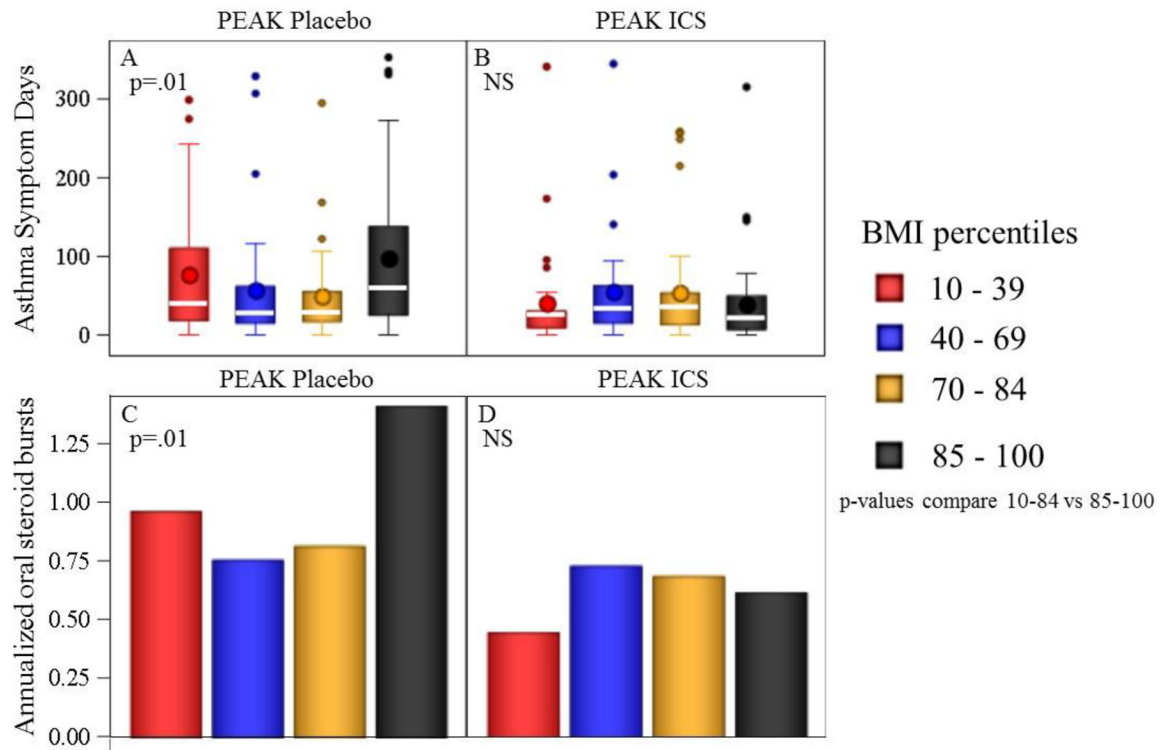 PEAK Placebo
PEAK ICS
A
p=.01
B
NS
Asthma Symptom Days
300
200
100
0
PEAK Placebo
PEAK ICS
C
p=.01
D
NS
Annualized oral steroid bursts
1.25
1.00
0.75
0.50
0.25
0.00
BMI percentiles
10 - 39
40 - 69
70 - 84
85 - 100
p-values compare 10-84 vs 85-100